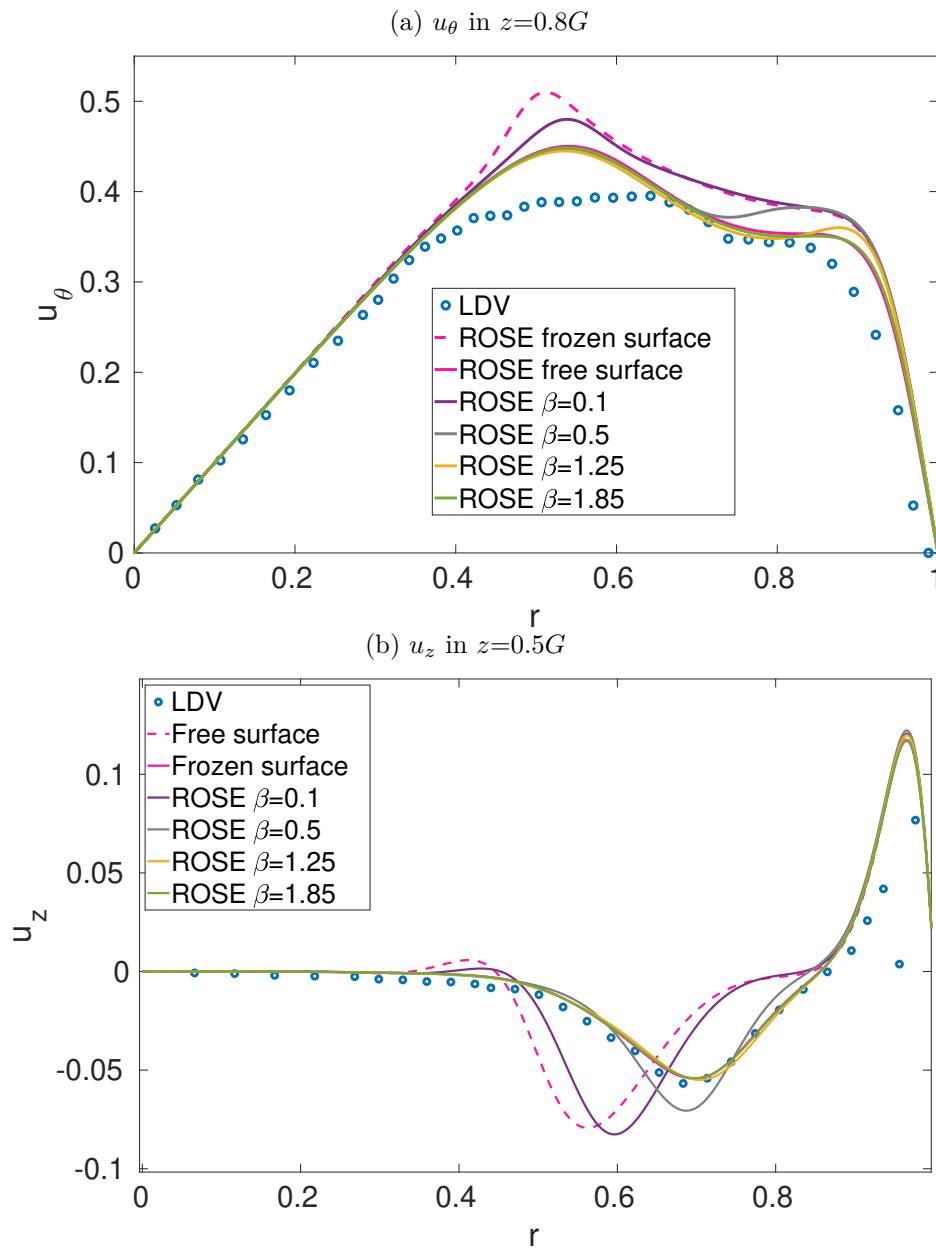 (a) u_θ in z=0.8G
0.5
0.4
0.3
0.2
0.1
0
u_θ
LDV
ROSE frozen surface
ROSE free surface
ROSE β=0.1
ROSE β=0.5
ROSE β=1.25
ROSE β=1.85
0 0.2 0.4 0.6 0.8 1
r
(b) u_z in z=0.5G
0.1
0.05
0
-0.05
-0.1
u_z
LDV
Free surface
Frozen surface
ROSE β=0.1
ROSE β=0.5
ROSE β=1.25
ROSE β=1.85
0 0.2 0.4 0.6 0.8
r